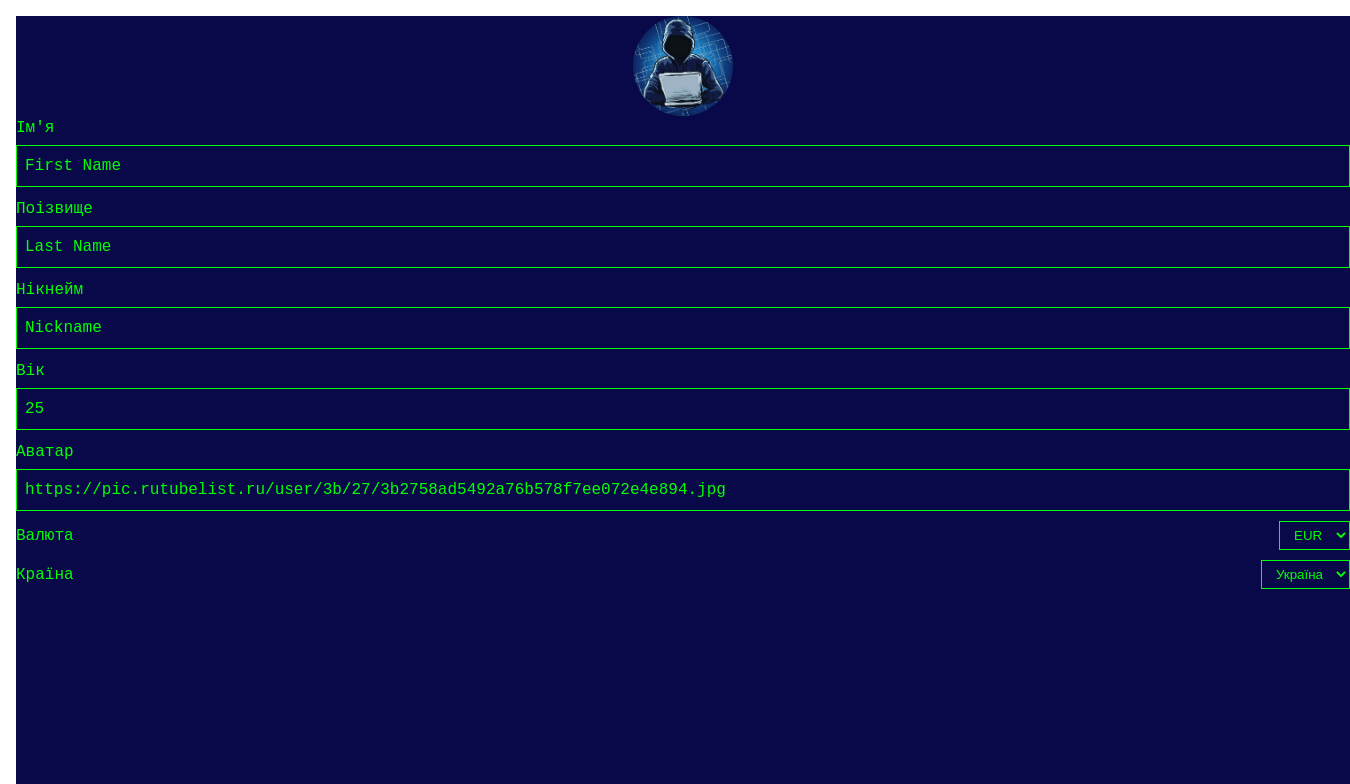 Ім'я
First Name
Поізвище
Last Name
Нікнейм
Nickname
Вік
25
Аватар
https://pic.rutubelist.ru/user/3b/27/3b2758ad5492a76b578f7ee072e4e894.jpg
Валюта EUR
Країна Україна